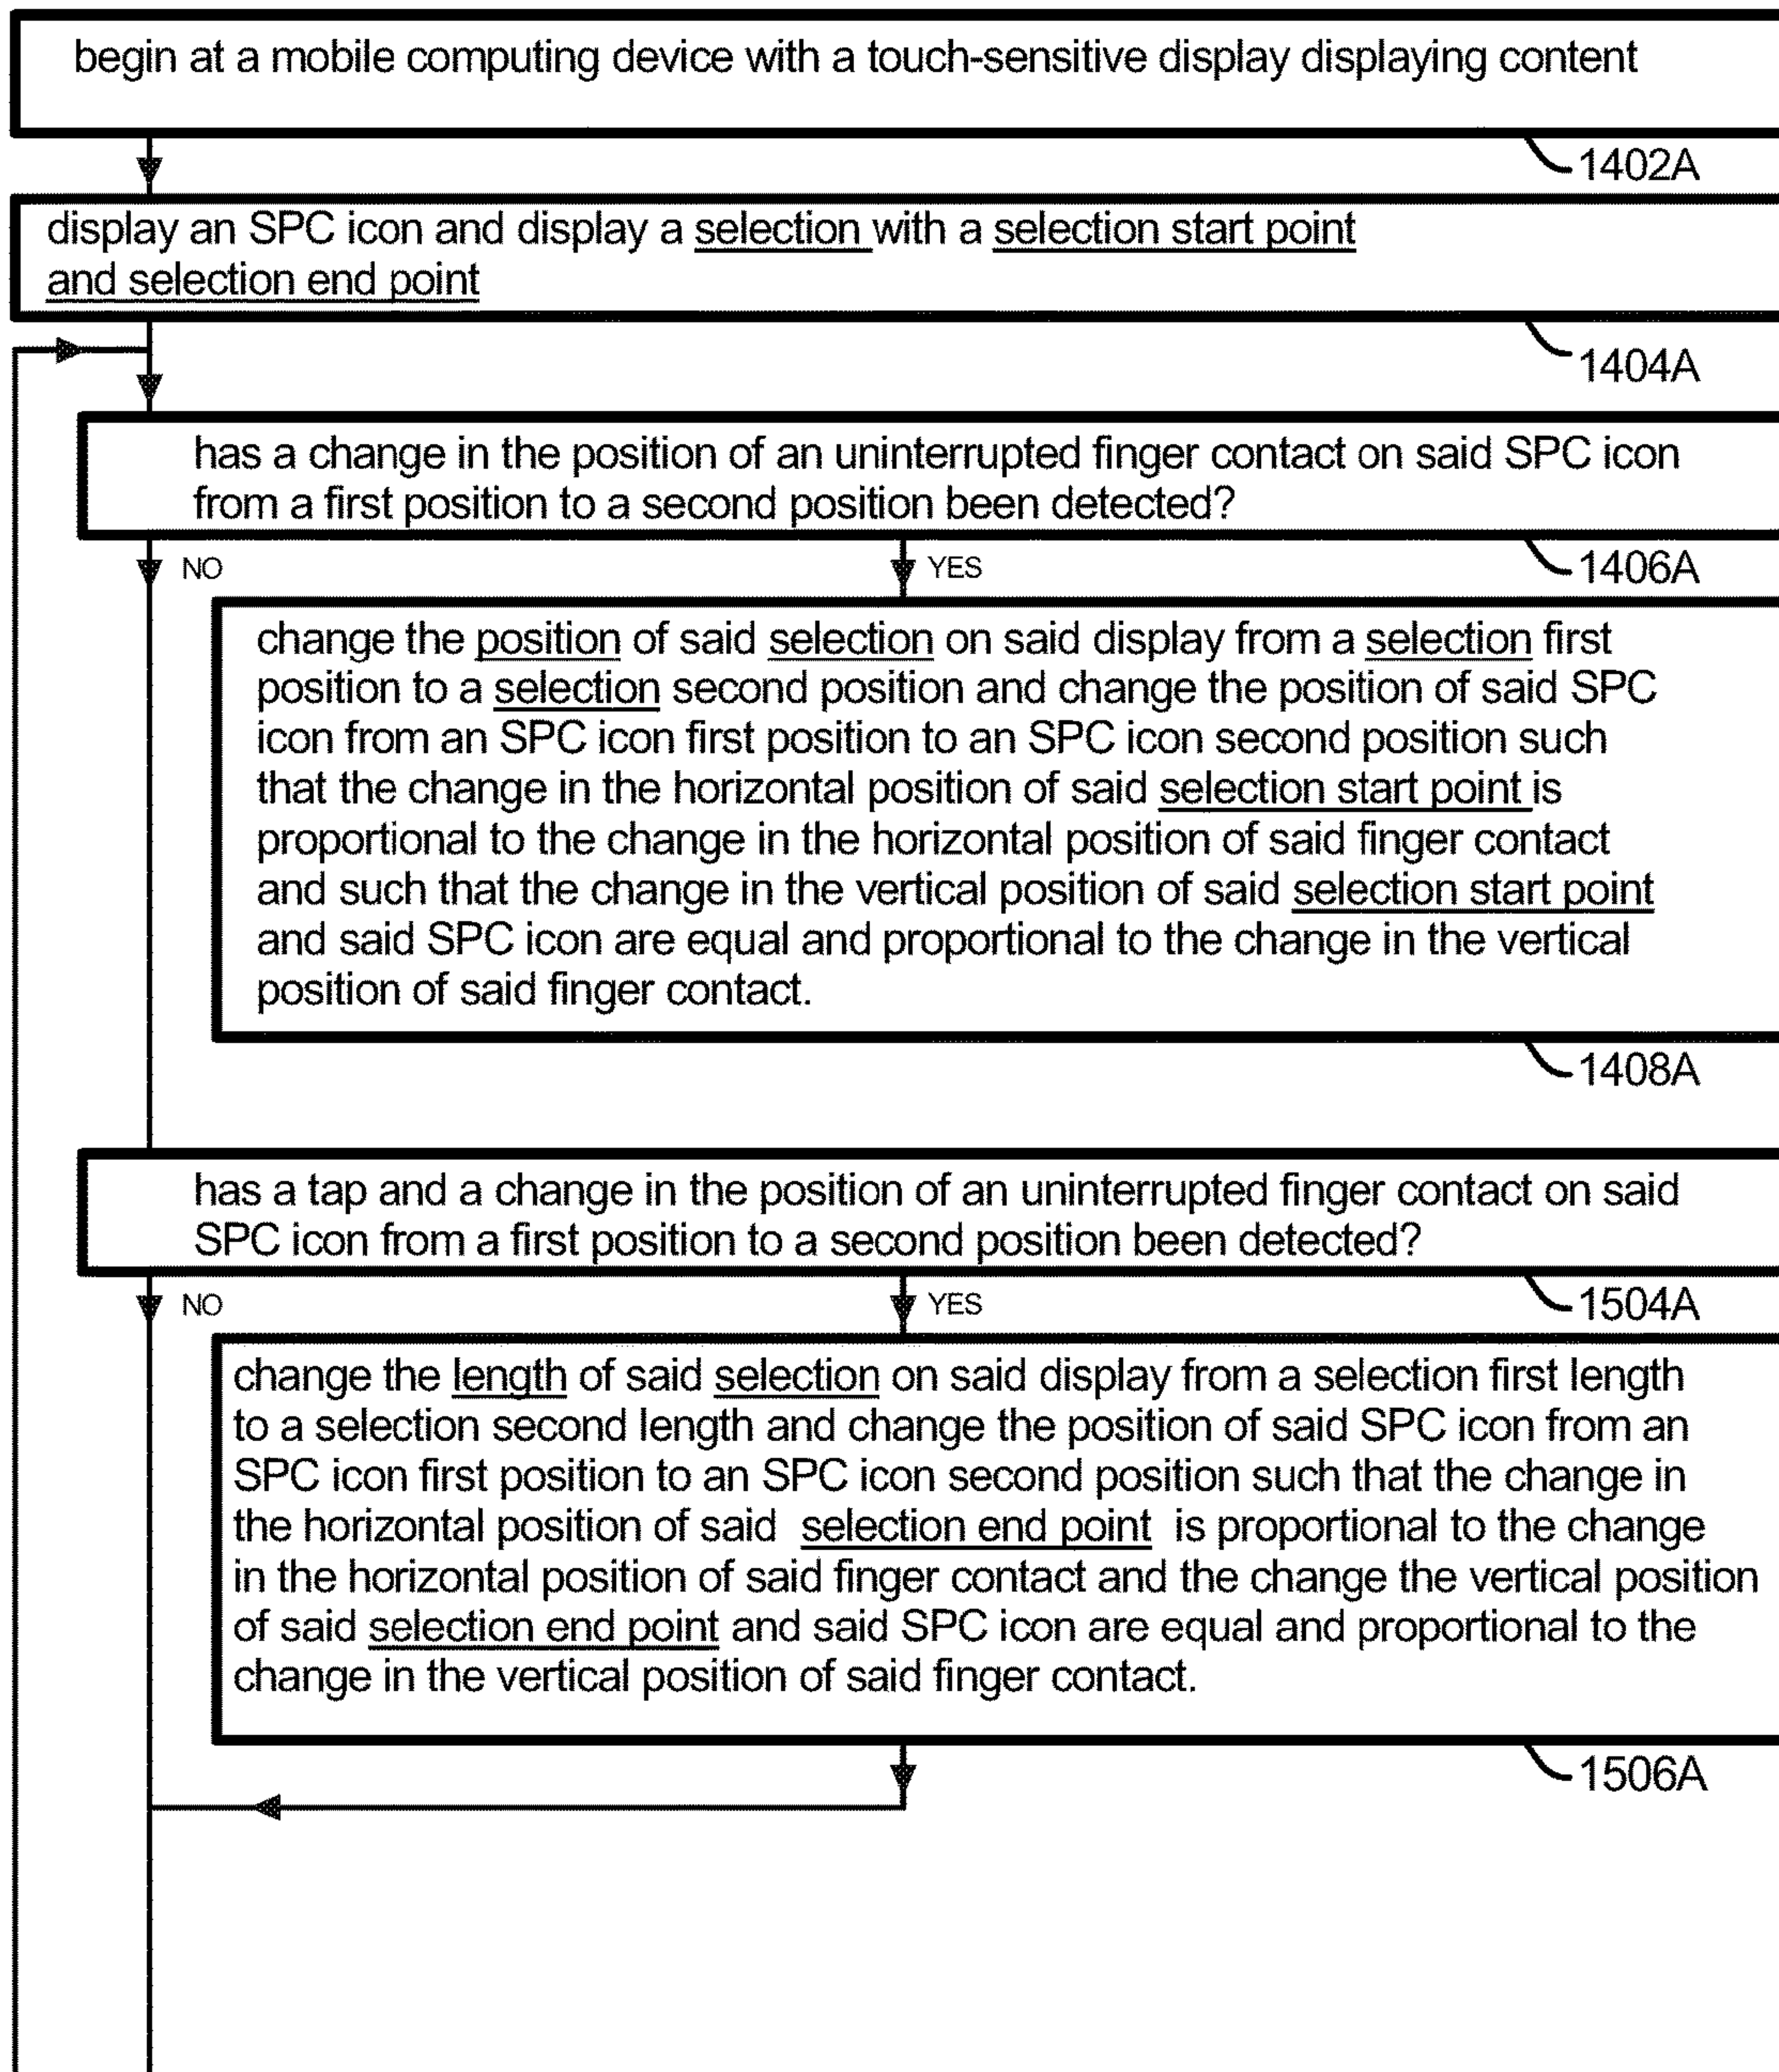 begin at a mobile computing device with a touch-sensitive display displaying content
1402A
display an SPC icon and display a selection with a selection start point
and selection end point
1404A
has a change in the position of an uninterrupted finger contact on said SPC icon
from a first position to a second position been detected?
NO
YES
1406A
change the position of said selection on said display from a selection first
position to a selection second position and change the position of said SPC
icon from an SPC icon first position to an SPC icon second position such
that the change in the horizontal position of said selection start point is
proportional to the change in the horizontal position of said finger contact
and such that the change in the vertical position of said selection start point
and said SPC icon are equal and proportional to the change in the vertical
position of said finger contact.
1408A
has a tap and a change in the position of an uninterrupted finger contact on said
SPC icon from a first position to a second position been detected?
NO
YES
1504A
change the length of said selection on said display from a selection first length
to a selection second length and change the position of said SPC icon from an
SPC icon first position to an SPC icon second position such that the change in
the horizontal position of said selection end point is proportional to the change
in the horizontal position of said finger contact and the change the vertical position
of said selection end point and said SPC icon are equal and proportional to the
change in the vertical position of said finger contact.
1506A